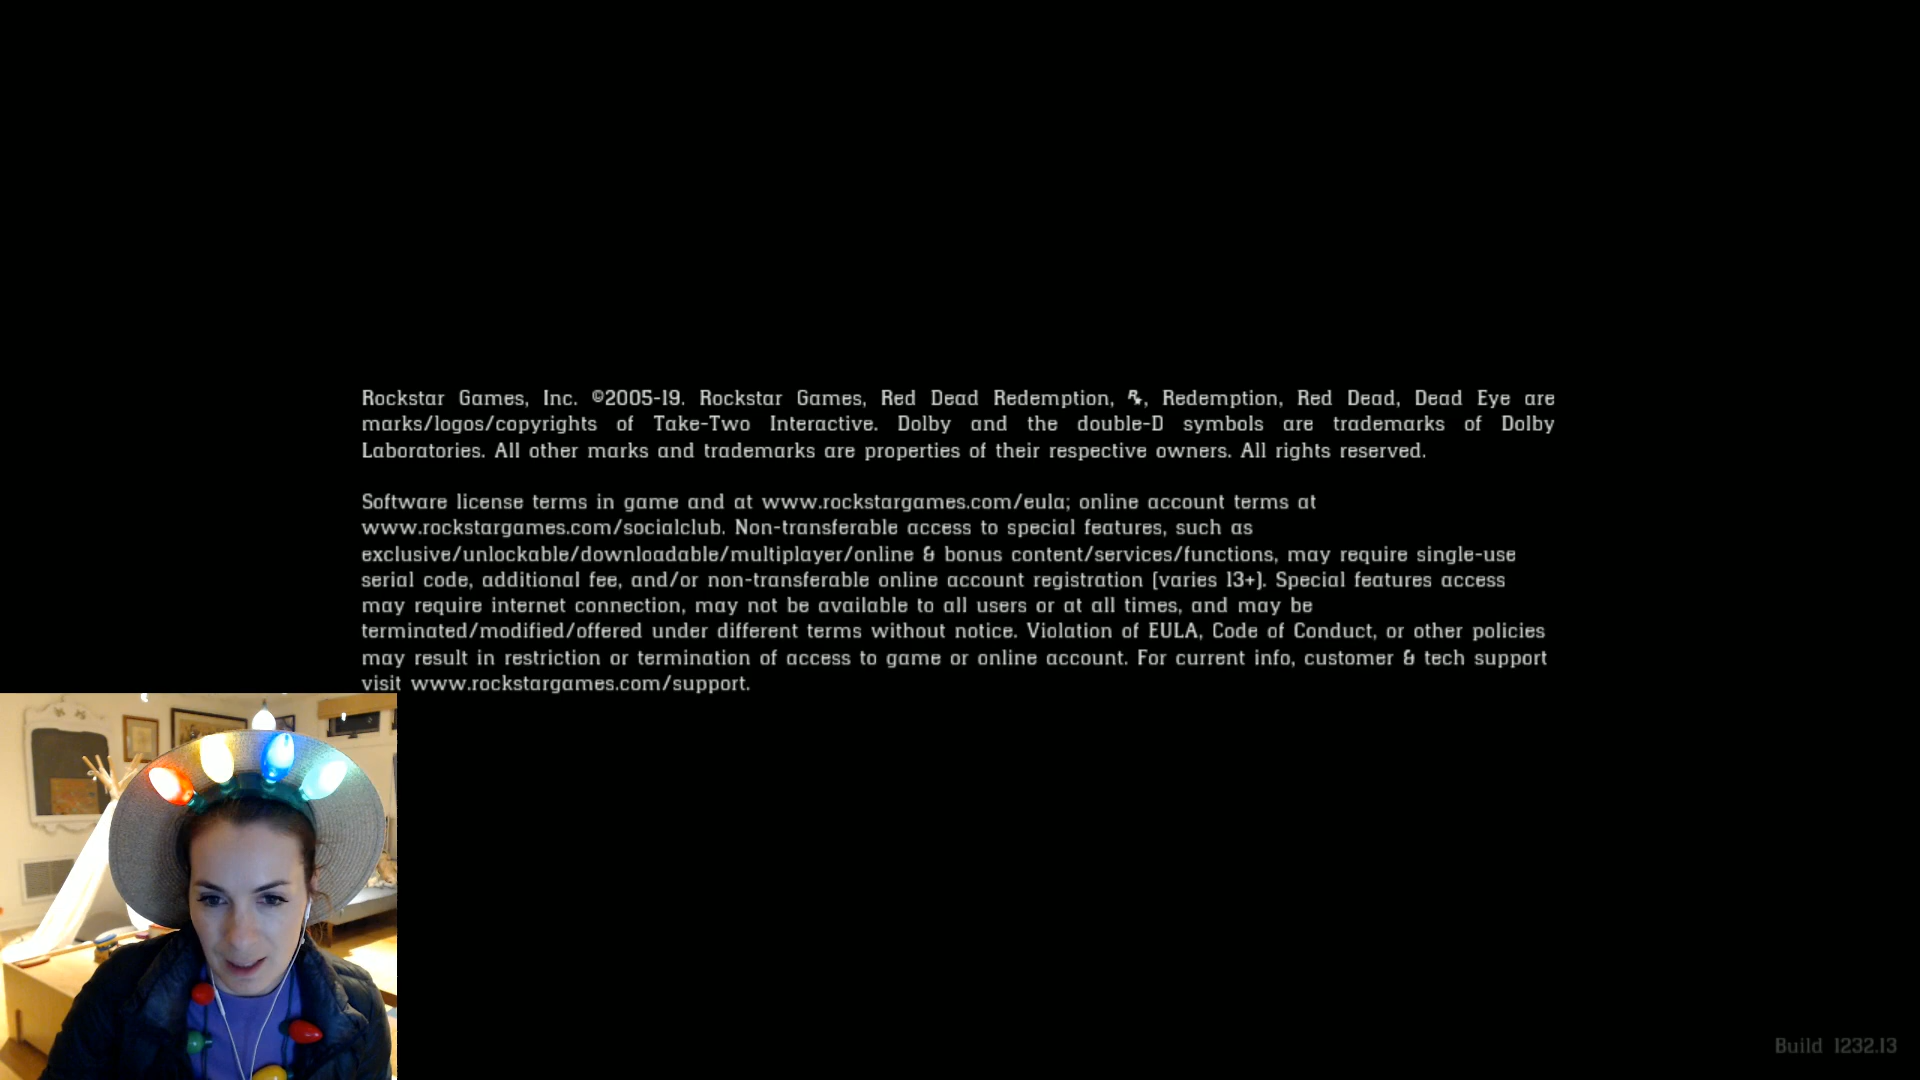 Rockstar Games, Inc. ©2005-19. Rockstar Games, Red Dead Redemption, R★, Redemption, Red Dead, Dead Eye are
marks/logos/copyrights of Take-Two Interactive. Dolby and the double-D symbols are trademarks of Dolby
Laboratories. All other marks and trademarks are properties of their respective owners. All rights reserved.
Software license terms in game and at www.rockstargames.com/eula; online account terms at
www.rockstargames.com/socialclub. Non-transferable access to special features, such as
exclusive/unlockable/downloadable/multiplayer/online & bonus content/services/functions, may require single-use
serial code, additional fee, and/or non-transferable online account registration (varies 13+). Special features access
may require internet connection, may not be available to all users or at all times, and may be
terminated/modified/offered under different terms without notice. Violation of EULA, Code of Conduct, or other policies
may result in restriction or termination of access to game or online account. For current info, customer & tech support
visit www.rockstargames.com/support.
Build 1232.13